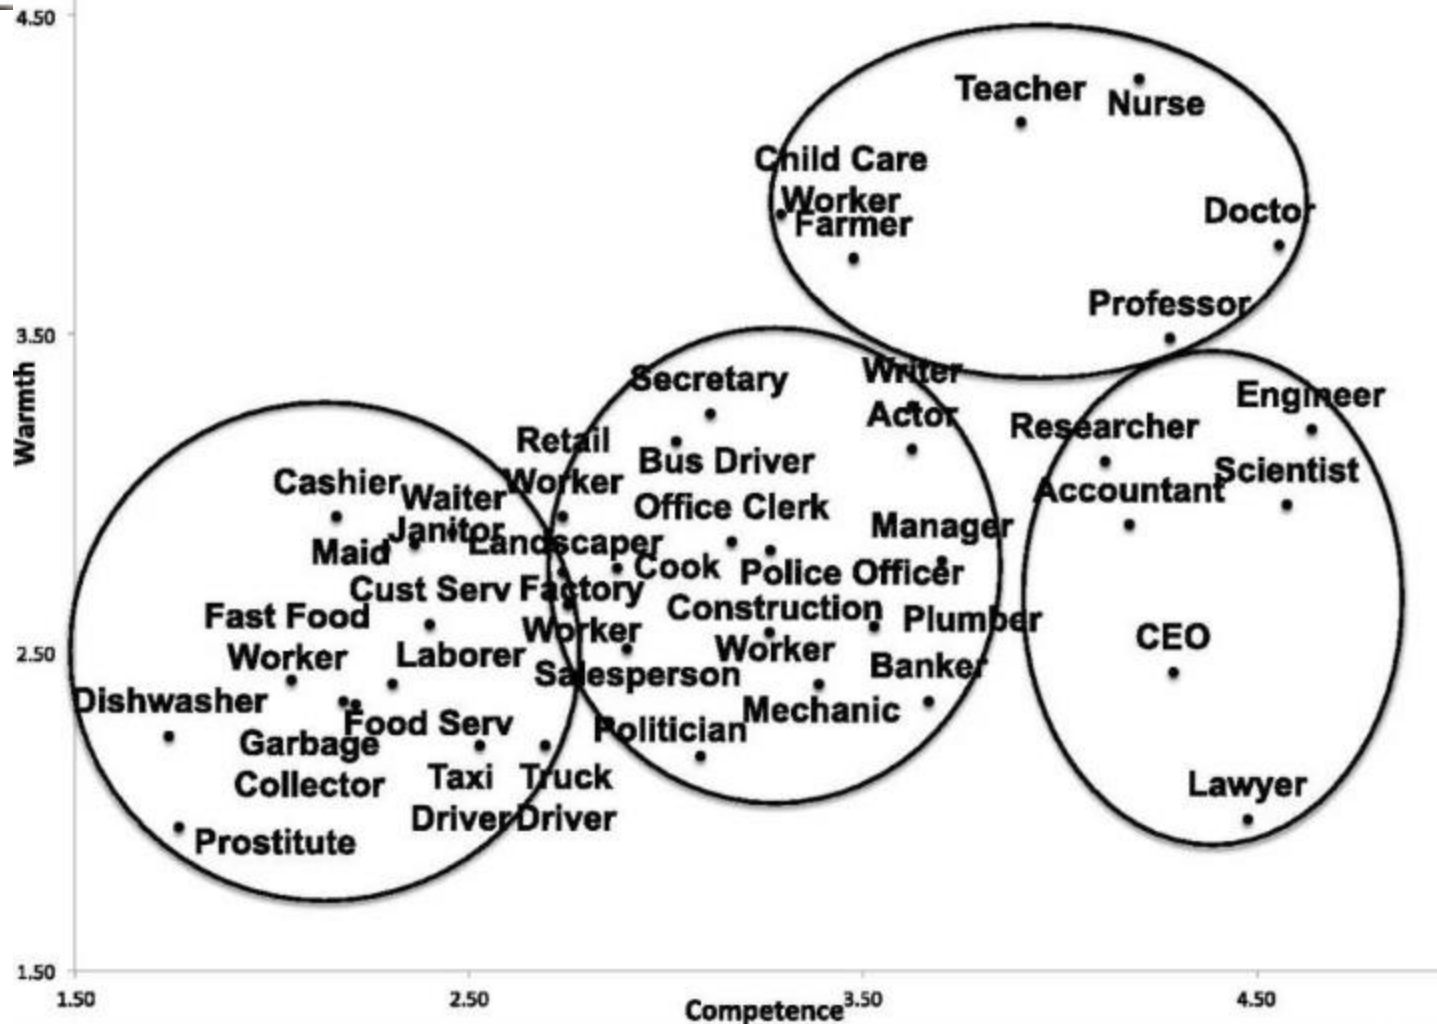 4.50
Teacher
Nurse
Child Care
Worker
Farmer
Doctor
Professor
3.50
Warmth
Secretary
Writer
Actor
Engineer
Researcher
Retail
Worker
Bus Driver
Scientist
Cashier
Waiter
Accountant
Office Clerk
Janitor
Manager
Landscaper
Maid
Cook
Police Officer
Cust Serv
Factory
Worker
Construction
Worker
Plumber
Fast Food
Worker
CEO
2.50
Laborer
Salesperson
Banker
Dishwasher
Mechanic
Food Serv
Politician
Garbage
Collector
Taxi
Driver
Truck
Driver
Lawyer
Prostitute
1.50
1.50
2.50
3.50
4.50
Competence